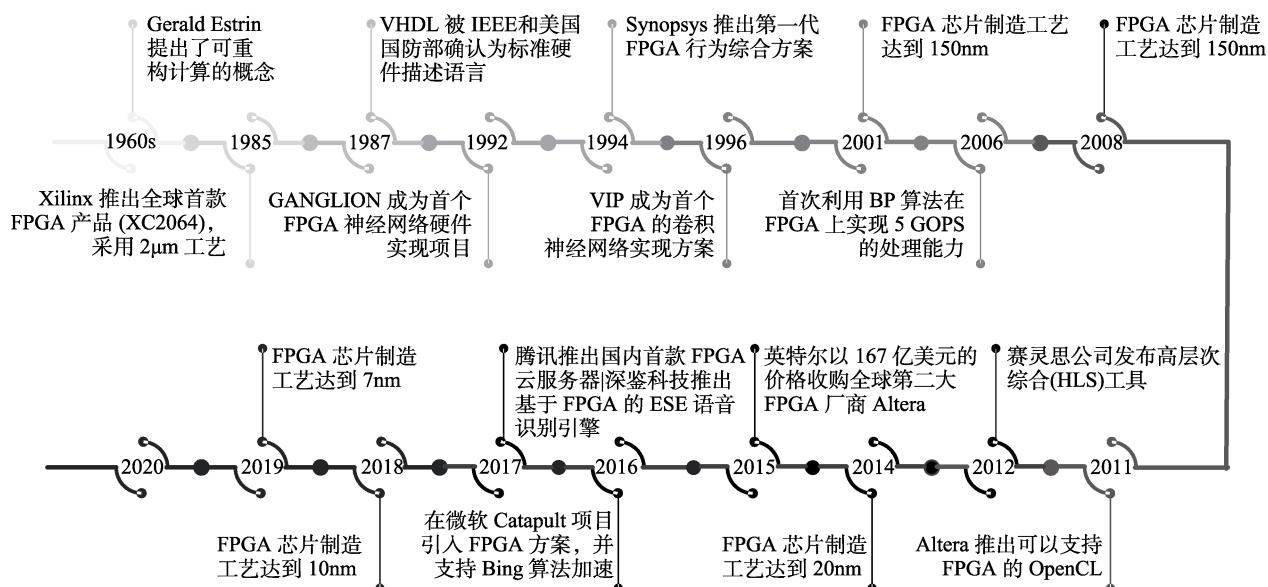 Gerald Estrin
提出了可重
构计算的概念
VHDL 被 IEEE和美国
国防部确认为标准硬
件描述语言
Synopsys 推出第一代
FPGA 行为综合方案
FPGA 芯片制造工艺
达到 150nm
FPGA 芯片制造
工艺达到 150nm
1960s
1985
1987
1992
1994
1996
2001
2006
2008
Xilinx 推出全球首款
FPGA 产品 (XC2064),
采用 2μm 工艺
GANGLION 成为首个
FPGA 神经网络硬件
实现项目
VIP 成为首个
FPGA 的卷积
神经网络实现方案
首次利用 BP 算法在
FPGA 上实现 5 GOPS
的处理能力
FPGA 芯片制造
工艺达到 7nm
腾讯推出国内首款 FPGA
云服务器|深鉴科技推出
基于 FPGA 的 ESE 语音
识别引擎
英特尔以 167 亿美元的
价格收购全球第二大
FPGA 厂商 Altera
赛灵思公司发布高层次
综合(HLS)工具
2020
2019
2018
2017
2016
2015
2014
2012
2011
FPGA 芯片制造
工艺达到 10nm
在微软 Catapult 项目
引入 FPGA 方案，并
支持 Bing 算法加速
FPGA 芯片制造
工艺达到 20nm
Altera 推出可以支持
FPGA 的 OpenCL